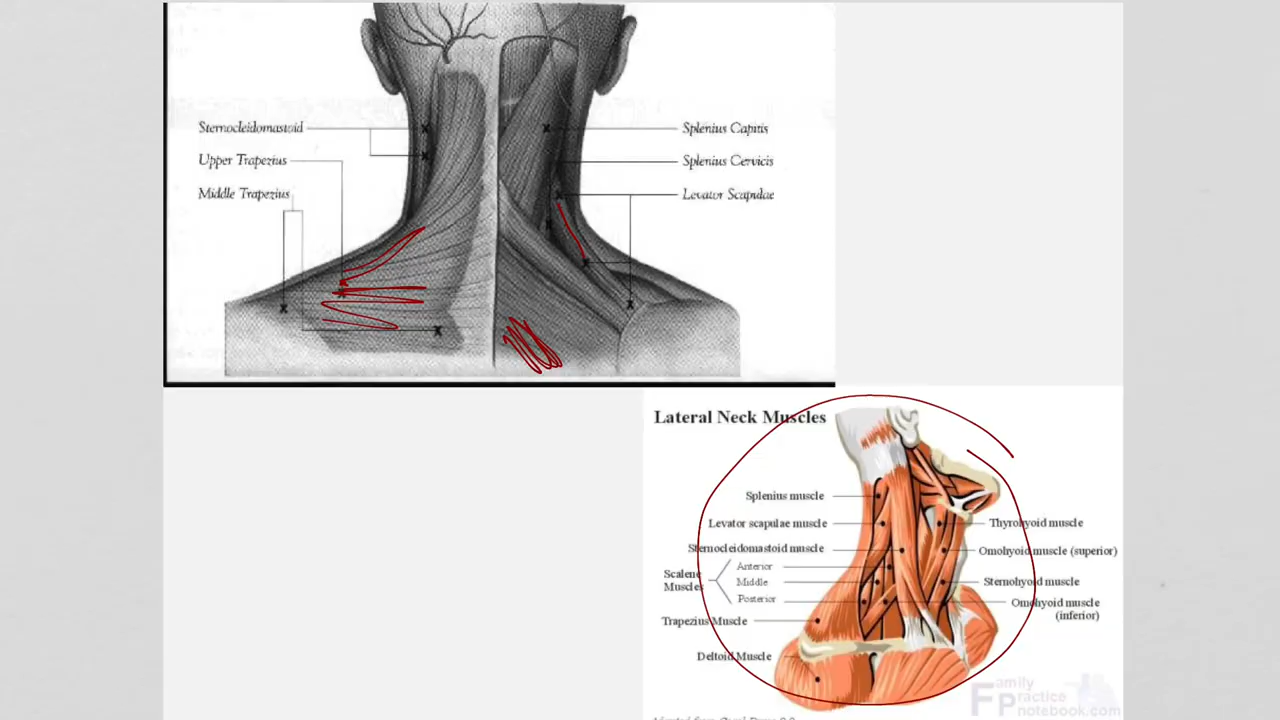 Sternocleidomastoid
Upper Trapezius
Middle Trapezius
Splenius Capitis
Splenius Cervicis
Levator Scapulae
Lateral Neck Muscles
Splenius muscle
Levator scapulae muscle
Sternocleidomastoid muscle
Scalene
Muscles
Anterior
Middle
Posterior
Trapezius Muscle
Deltoid Muscle
Thyrohyoid muscle
Omohyoid muscle (superior)
Sternohyoid muscle
Omohyoid muscle
(inferior)
Family
Practice
notebook.com